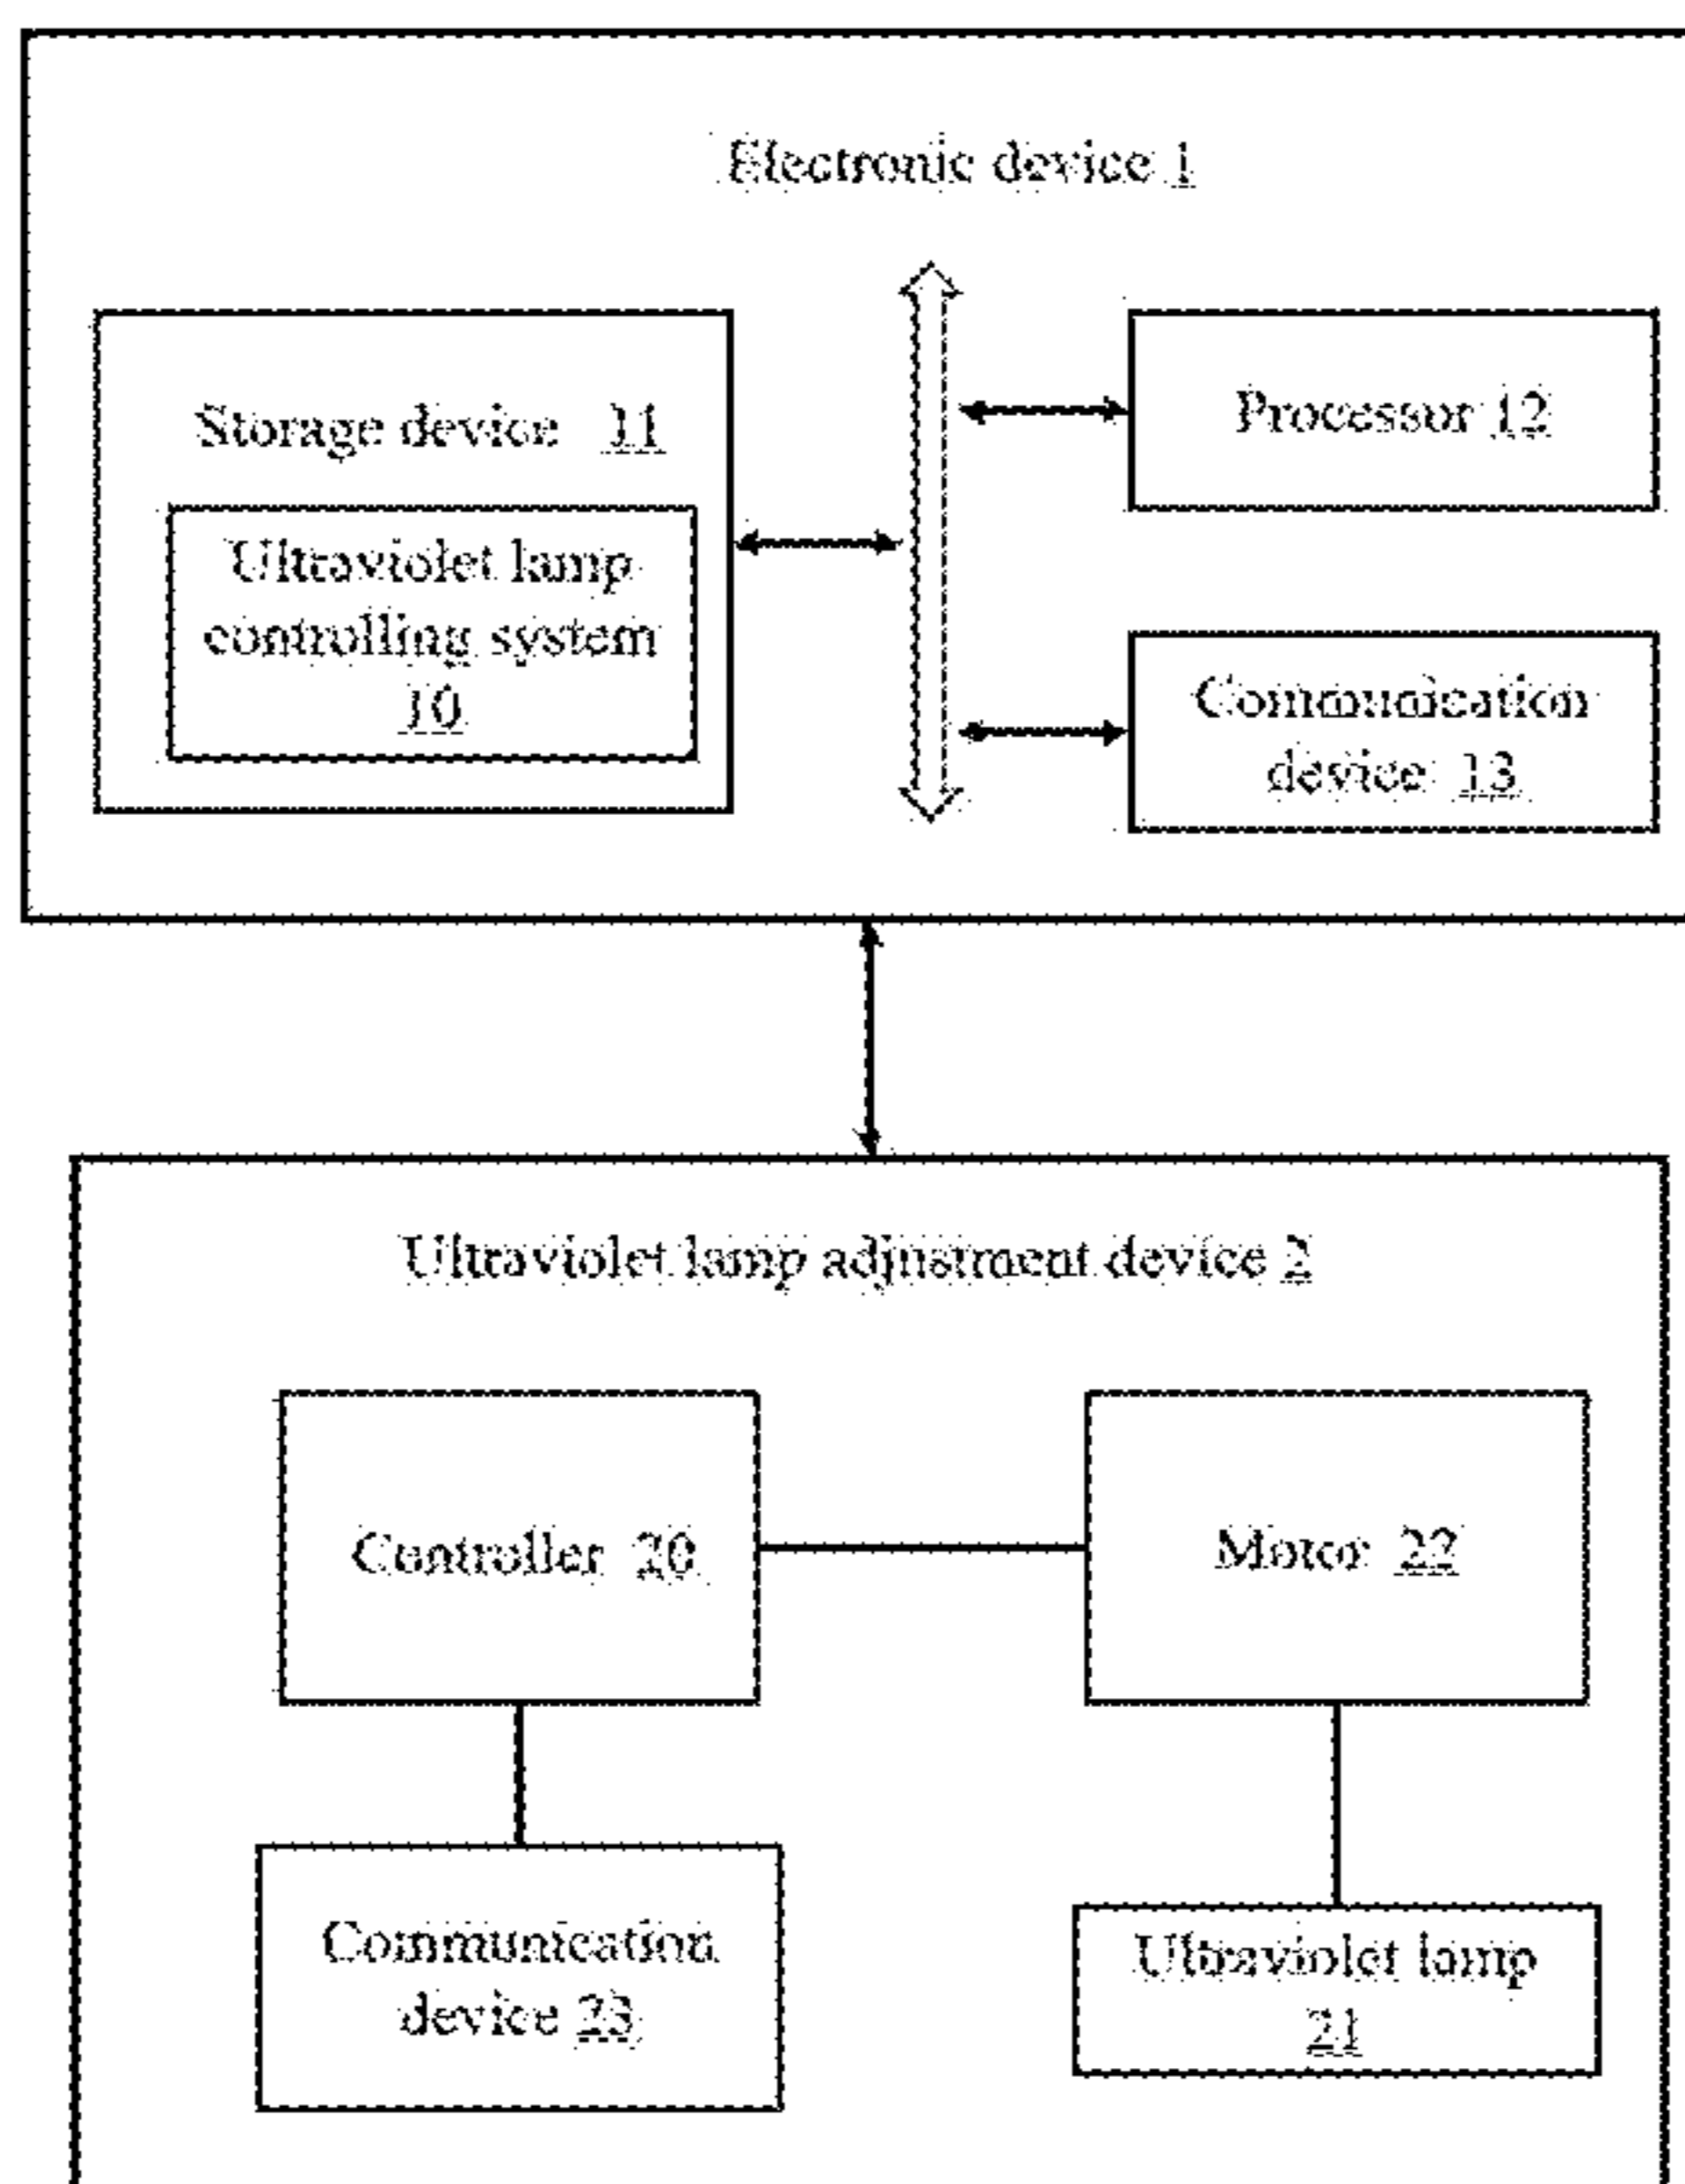 Electronic device 1
Storage device 11
Ultraviolet lamp
controlling system
10
Processor 12
Communication
device 13
Ultraviolet lamp adjustment device 2
Controller 20
Motor 22
Communication
device 23
Ultraviolet lamp
21